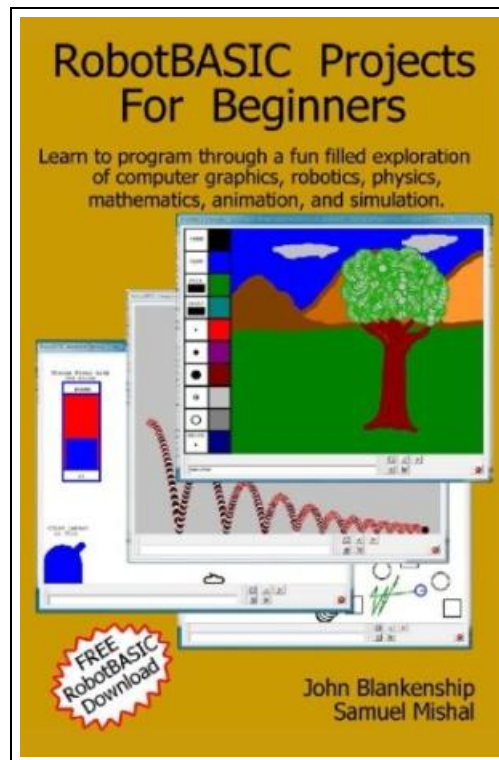 RobotBASIC Projects
For Beginners
Learn to program through a fun filled exploration
of computer graphics, robotics, physics,
mathematics, animation, and simulation.
FREE
RobotBASIC
Download
John Blankenship
Samuel Mishal